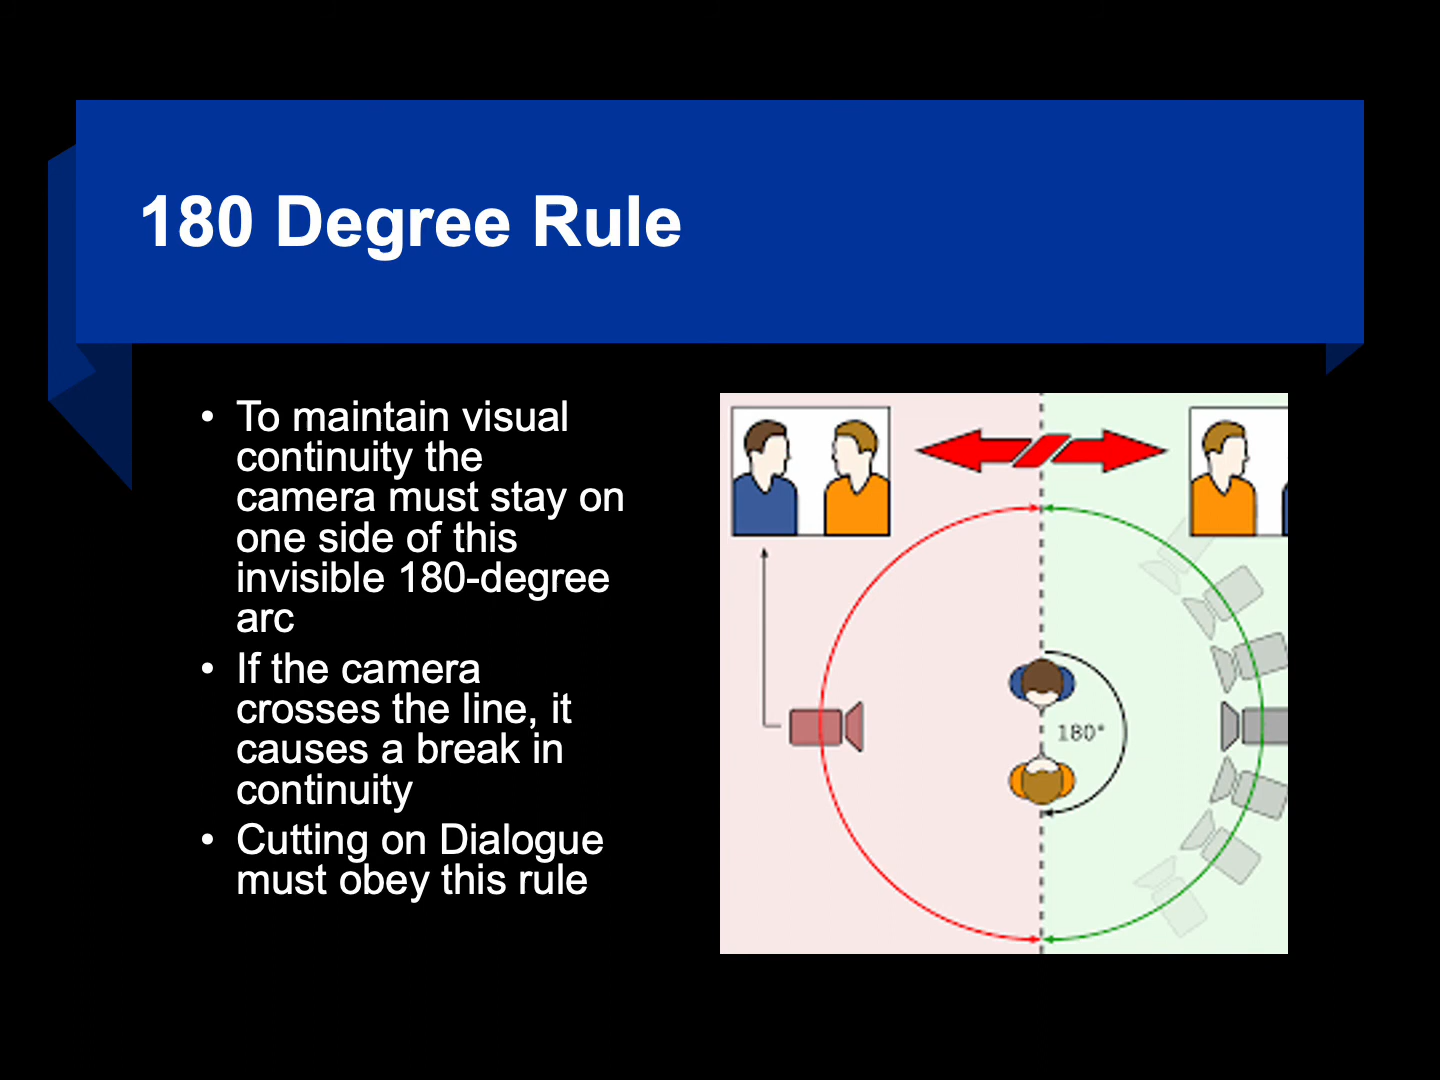 180 Degree Rule
• To maintain visual
continuity the
camera must stay on
one side of this
invisible 180-degree
arc
• If the camera
crosses the line, it
causes a break in
continuity
• Cutting on Dialogue
must obey this rule
180°